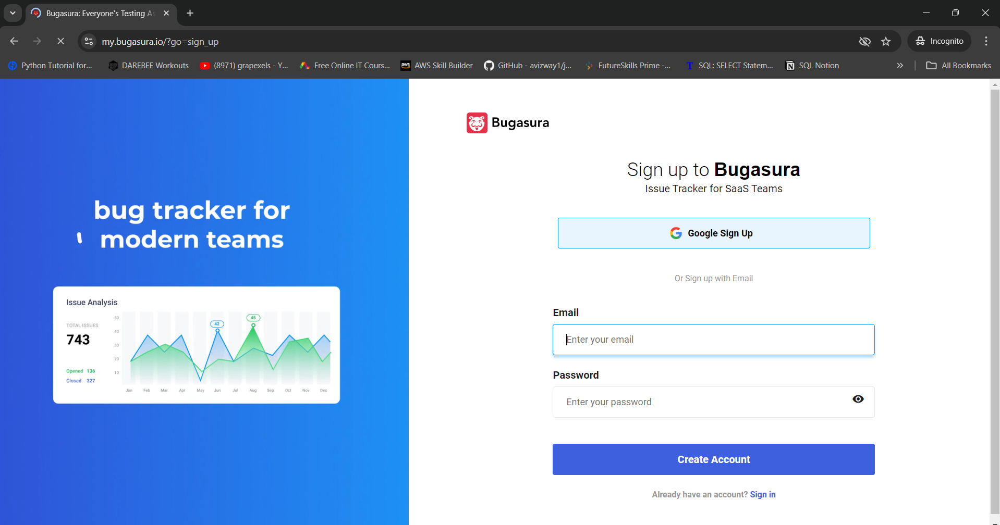 Bugasura: Everyone's Testing As
my.bugasura.io/?go=sign_up
Incognito
Python Tutorial for...
DAREBEE Workouts
(8971) grapexels - Y...
Free Online IT Cours...
aws
AWS Skill Builder
GitHub - avizway1/j...
FutureSkills Prime -...
T
SQL: SELECT Statem...
SQL Notion
All Bookmarks
bug tracker for
modern teams
Issue Analysis
TOTAL ISSUES
743
Opened 136
Closed 327
50
40
30
20
10
42
45
Jan Feb Mar Apr May Jun Jul Aug Sep Oct Nov Dec
Bugasura
Sign up to Bugasura
Issue Tracker for SaaS Teams
Google Sign Up
Or Sign up with Email
Email
Enter your email
Password
Enter your password
Create Account
Already have an account? Sign in